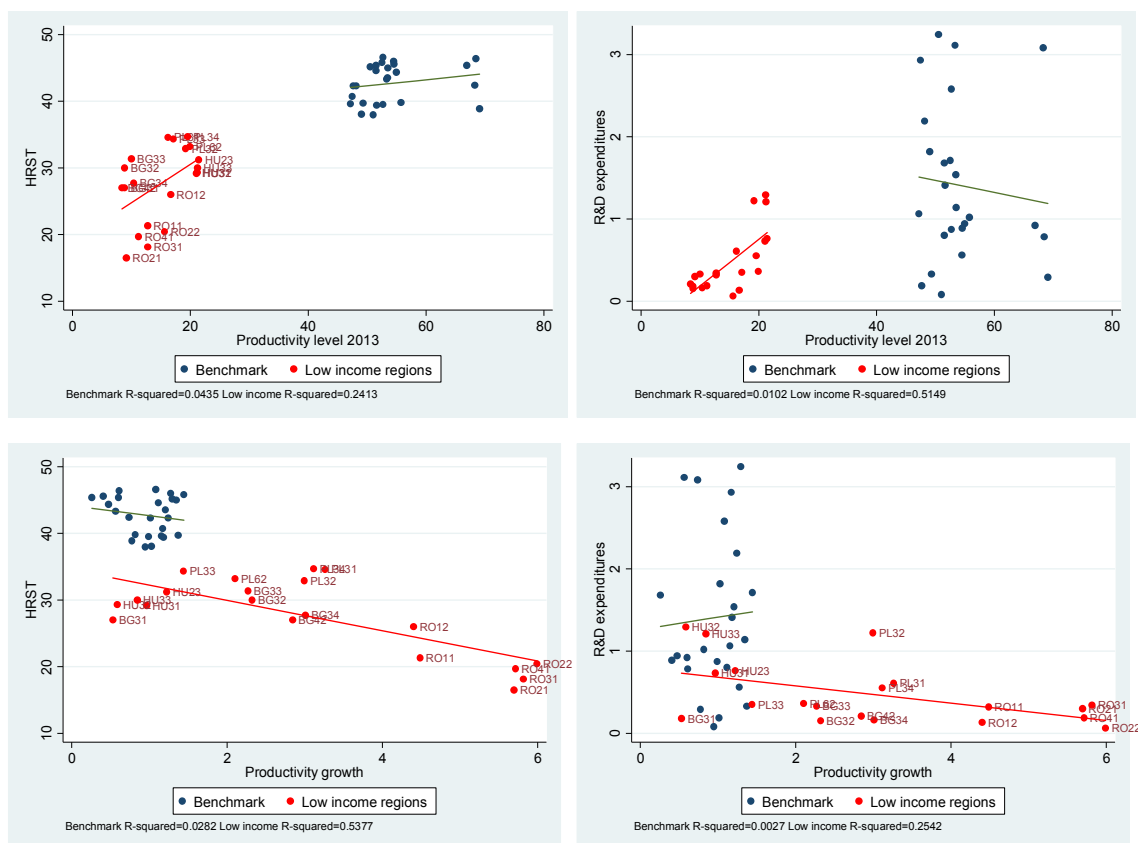 50
40
30
20
10
HRST
PL34
PL33
PL62
PL32
BG33
HU23
BG32
HU33
BG34
RO12
RO11
RO22
RO41
RO31
RO21
0 20 40 60 80
Productivity level 2013
Benchmark Low income regions
Benchmark R-squared=0.0435 Low income R-squared=0.2413
3
2
1
0
R&D expenditures
0 20 40 60 80
Productivity level 2013
Benchmark Low income regions
Benchmark R-squared=0.0102 Low income R-squared=0.5149
50
40
30
20
10
HRST
PL33
PL34 PL31
PL62
PL32
HU23
BG33
HU33
BG32
HU32 HU31
BG31
BG34
BG42
RO12
RO11
RO22
RO41
RO31
RO21
0 2 4 6
Productivity growth
Benchmark Low income regions
Benchmark R-squared=0.0282 Low income R-squared=0.5377
3
2
1
0
R&D expenditures
HU32
HU33
PL32
HU31 HU23
PL31
PL34
PL33
PL62
BG33
RO11
RO31
RO21
BG31
BG32
BG42
BG34
RO12
RO41
RO22
0 2 4 6
Productivity growth
Benchmark Low income regions
Benchmark R-squared=0.0027 Low income R-squared=0.2542